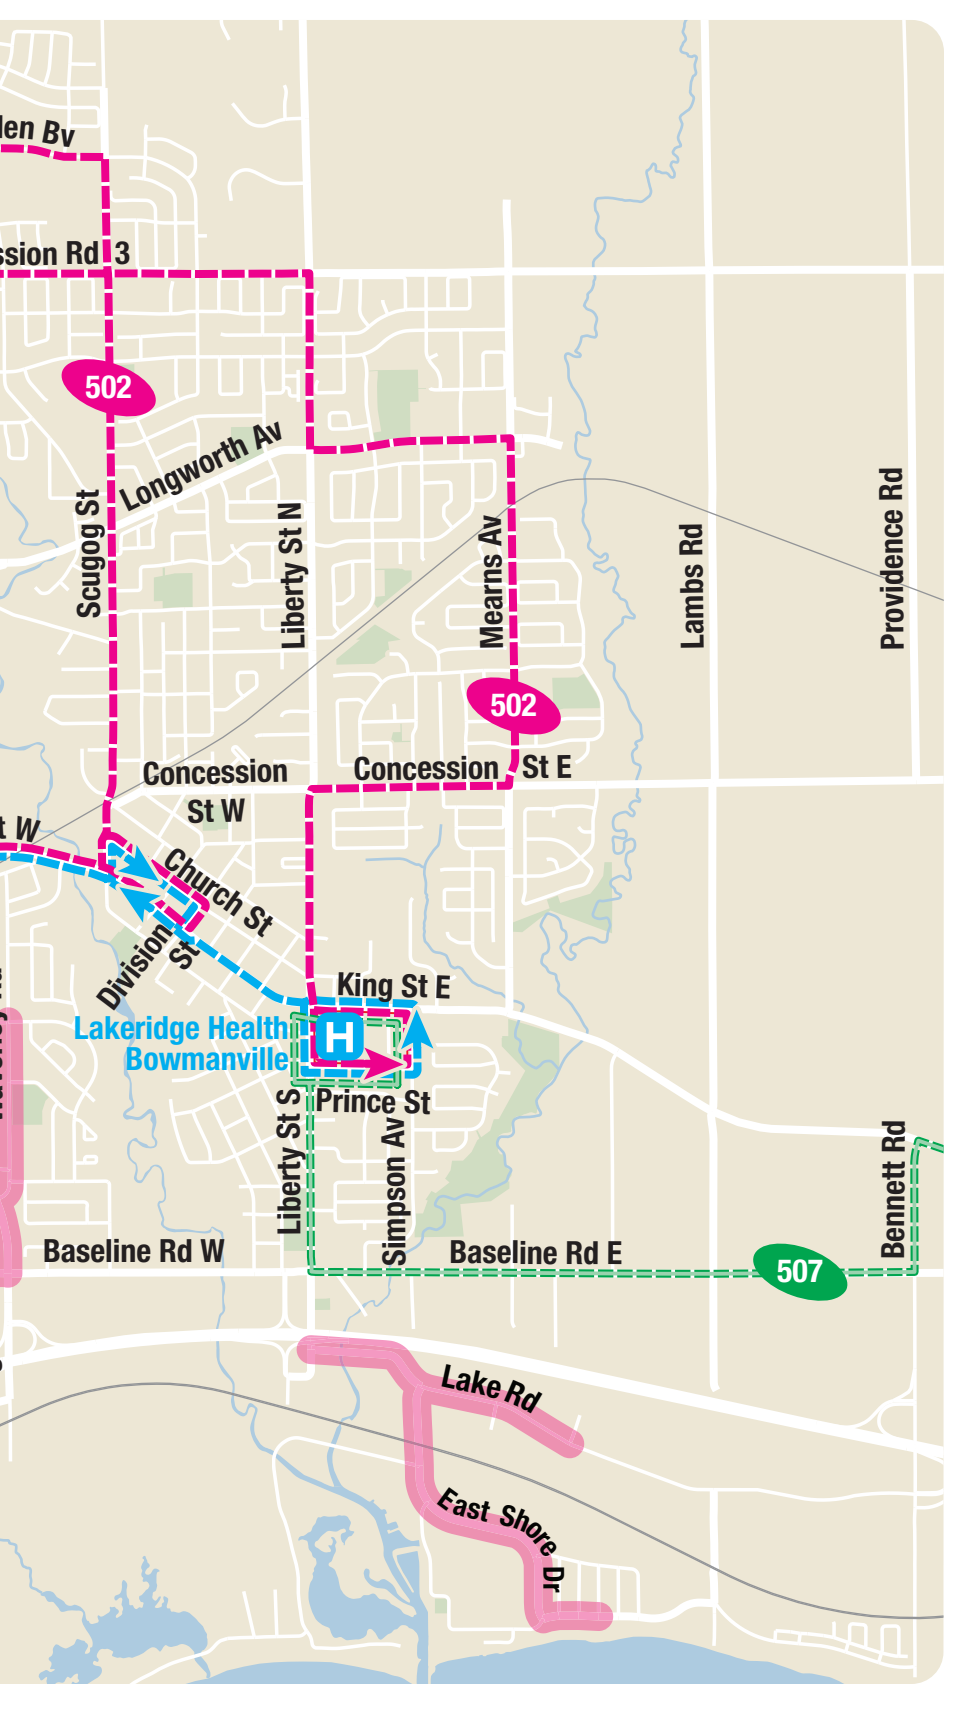 len Bv
ssion Rd 3
502
Longworth Av
Scugog St
Liberty St N
Mearns Av
Lambs Rd
Providence Rd
502
Concession
St W
Concession St E
t W
Church St
Division
St
King St E
Lakeridge Health
Bowmanville
H
Prince St
Liberty St S
Simpson Av
Bennett Rd
Baseline Rd W
Baseline Rd E
507
Lake Rd
East Shore Dr